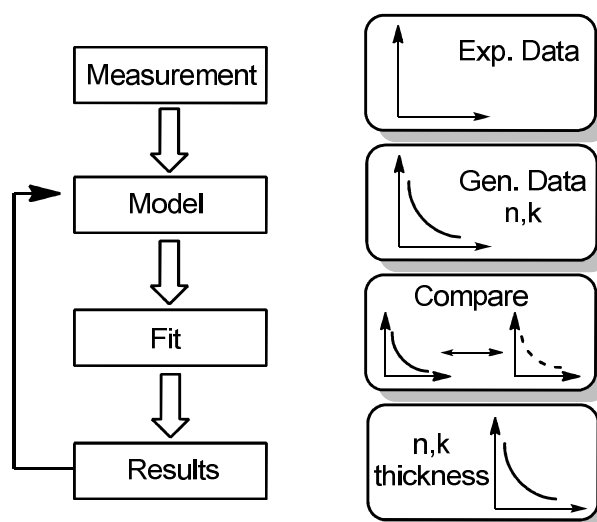 Measurement
Exp. Data
Model
Gen. Data
n,k
Fit
Compare
Results
n,k
thickness